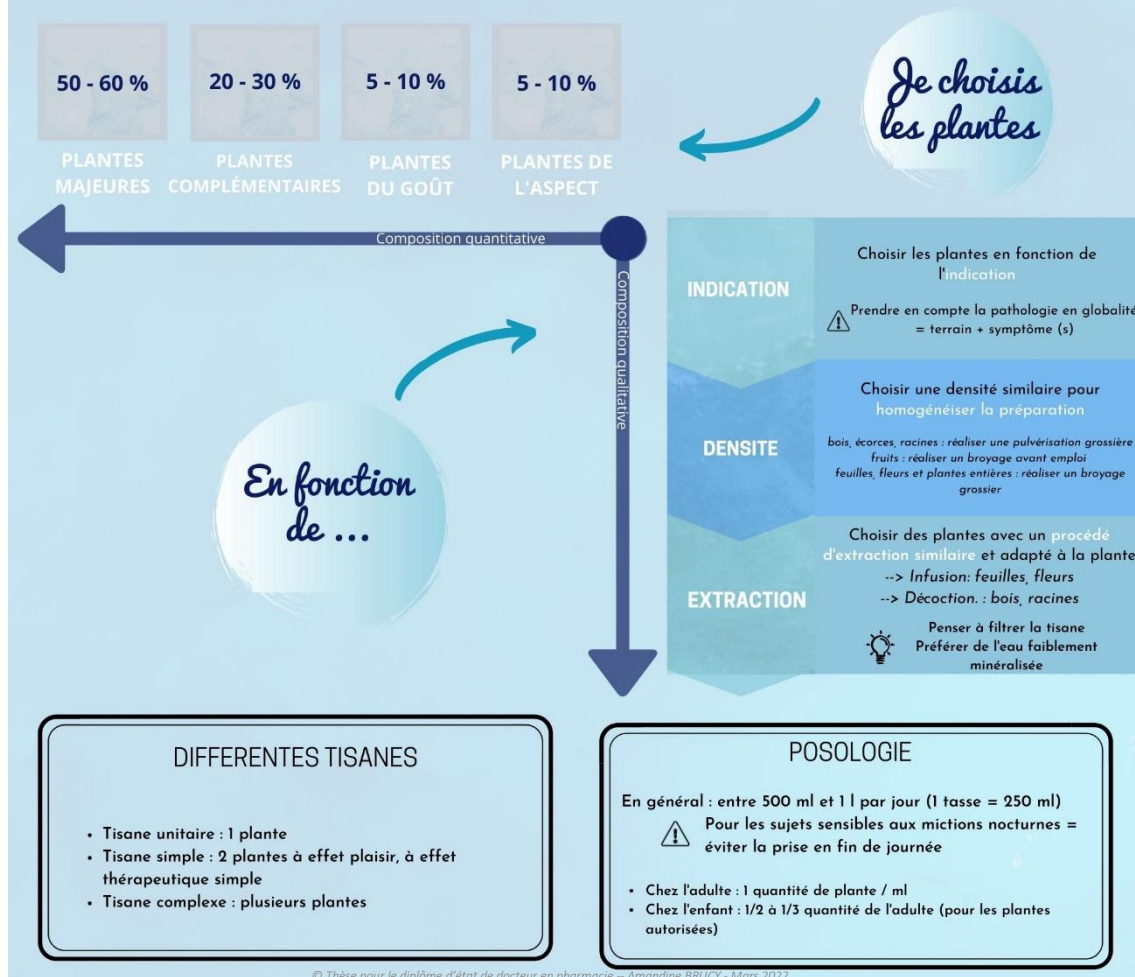 50 - 60 %
20 - 30 %
5 - 10 %
5 - 10 %
PLANTES
MAJEURES
PLANTES
COMPLÉMENTAIRES
PLANTES
DU GOÛT
PLANTES DE
L'ASPECT
Je choisis
les plantes
Composition quantitative
Composition qualitative
En fonction
de ...
INDICATION
Choisir les plantes en fonction de
l'indication
Prendre en compte la pathologie en globalité
= terrain + symptôme (s)
DENSITE
Choisir une densité similaire pour
homogénéiser la préparation
bois, écorces, racines : réaliser une pulvérisation grossière
fruits : réaliser un broyage avant emploi
feuilles, fleurs et plantes entières : réaliser un broyage
grossier
EXTRACTION
Choisir des plantes avec un procédé
d'extraction similaire et adapté à la plante
--> Infusion: feuilles, fleurs
--> Décoction. : bois, racines
Penser à filtrer la tisane
Préférer de l'eau faiblement
minéralisée
DIFFERENTES TISANES
• Tisane unitaire : 1 plante
• Tisane simple : 2 plantes à effet plaisir, à effet
thérapeutique simple
• Tisane complexe : plusieurs plantes
POSOLOGIE
En général : entre 500 ml et 1 l par jour (1 tasse = 250 ml)
Pour les sujets sensibles aux mictions nocturnes =
éviter la prise en fin de journée
• Chez l'adulte : 1 quantité de plante / ml
• Chez l'enfant : 1/2 à 1/3 quantité de l'adulte (pour les plantes
autorisées)
© Thèse pour le diplôme d'état de docteur en pharmacie -- Amandine BRUCY - Mars 2022